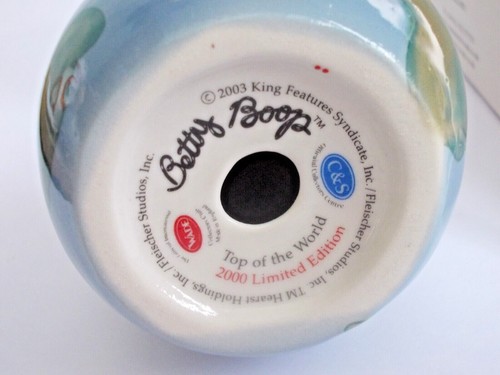 © 2003 King Features Syndicate, Inc./Fleischer Studios, Inc. TM Hearst Holdings, Inc./Fleischer Studios, Inc.
Betty Boop™
C&S
WADE
Top of the World
2000 Limited Edition